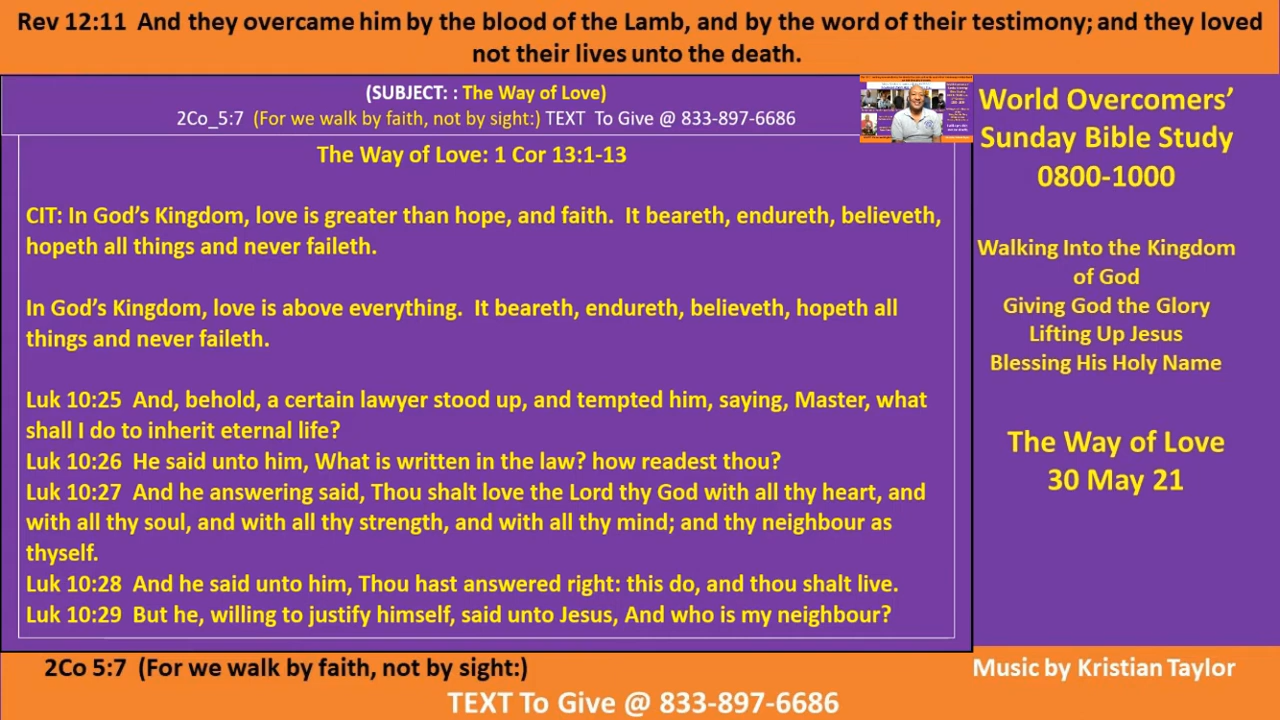 Rev 12:11  And they overcame him by the blood of the Lamb, and by the word of their testimony; and they loved
not their lives unto the death.
(SUBJECT: : The Way of Love)
2Co_5:7  (For we walk by faith, not by sight:) TEXT  To Give @ 833-897-6686
The Way of Love: 1 Cor 13:1-13
CIT: In God’s Kingdom, love is greater than hope, and faith.  It beareth, endureth, believeth,
hopeth all things and never faileth.
In God’s Kingdom, love is above everything.  It beareth, endureth, believeth, hopeth all
things and never faileth.
Luk 10:25  And, behold, a certain lawyer stood up, and tempted him, saying, Master, what
shall I do to inherit eternal life?
Luk 10:26  He said unto him, What is written in the law? how readest thou?
Luk 10:27  And he answering said, Thou shalt love the Lord thy God with all thy heart, and
with all thy soul, and with all thy strength, and with all thy mind; and thy neighbour as
thyself.
Luk 10:28  And he said unto him, Thou hast answered right: this do, and thou shalt live.
Luk 10:29  But he, willing to justify himself, said unto Jesus, And who is my neighbour?
World Overcomers’
Sunday Bible Study
0800-1000
Walking Into the Kingdom
of God
Giving God the Glory
Lifting Up Jesus
Blessing His Holy Name
The Way of Love
30 May 21
2Co 5:7  (For we walk by faith, not by sight:)
Music by Kristian Taylor
TEXT To Give @ 833-897-6686